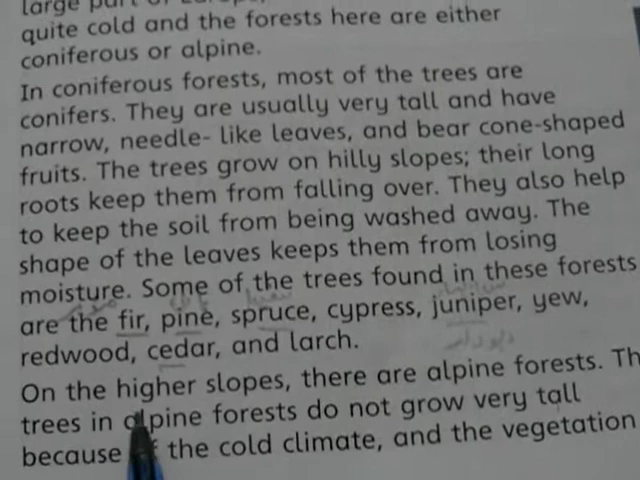 large part of
quite cold and the forests here are either
coniferous or alpine.
In coniferous forests, most of the trees are
conifers. They are usually very tall and have
narrow, needle- like leaves, and bear cone-shaped
fruits. The trees grow on hilly slopes; their long
roots keep them from falling over. They also help
to keep the soil from being washed away. The
shape of the leaves keeps them from losing
moisture. Some of the trees found in these forests
are the fir, pine, spruce, cypress, juniper, yew,
redwood, cedar, and larch.
On the higher slopes, there are alpine forests. Th
trees in alpine forests do not grow very tall
because the cold climate, and the vegetation